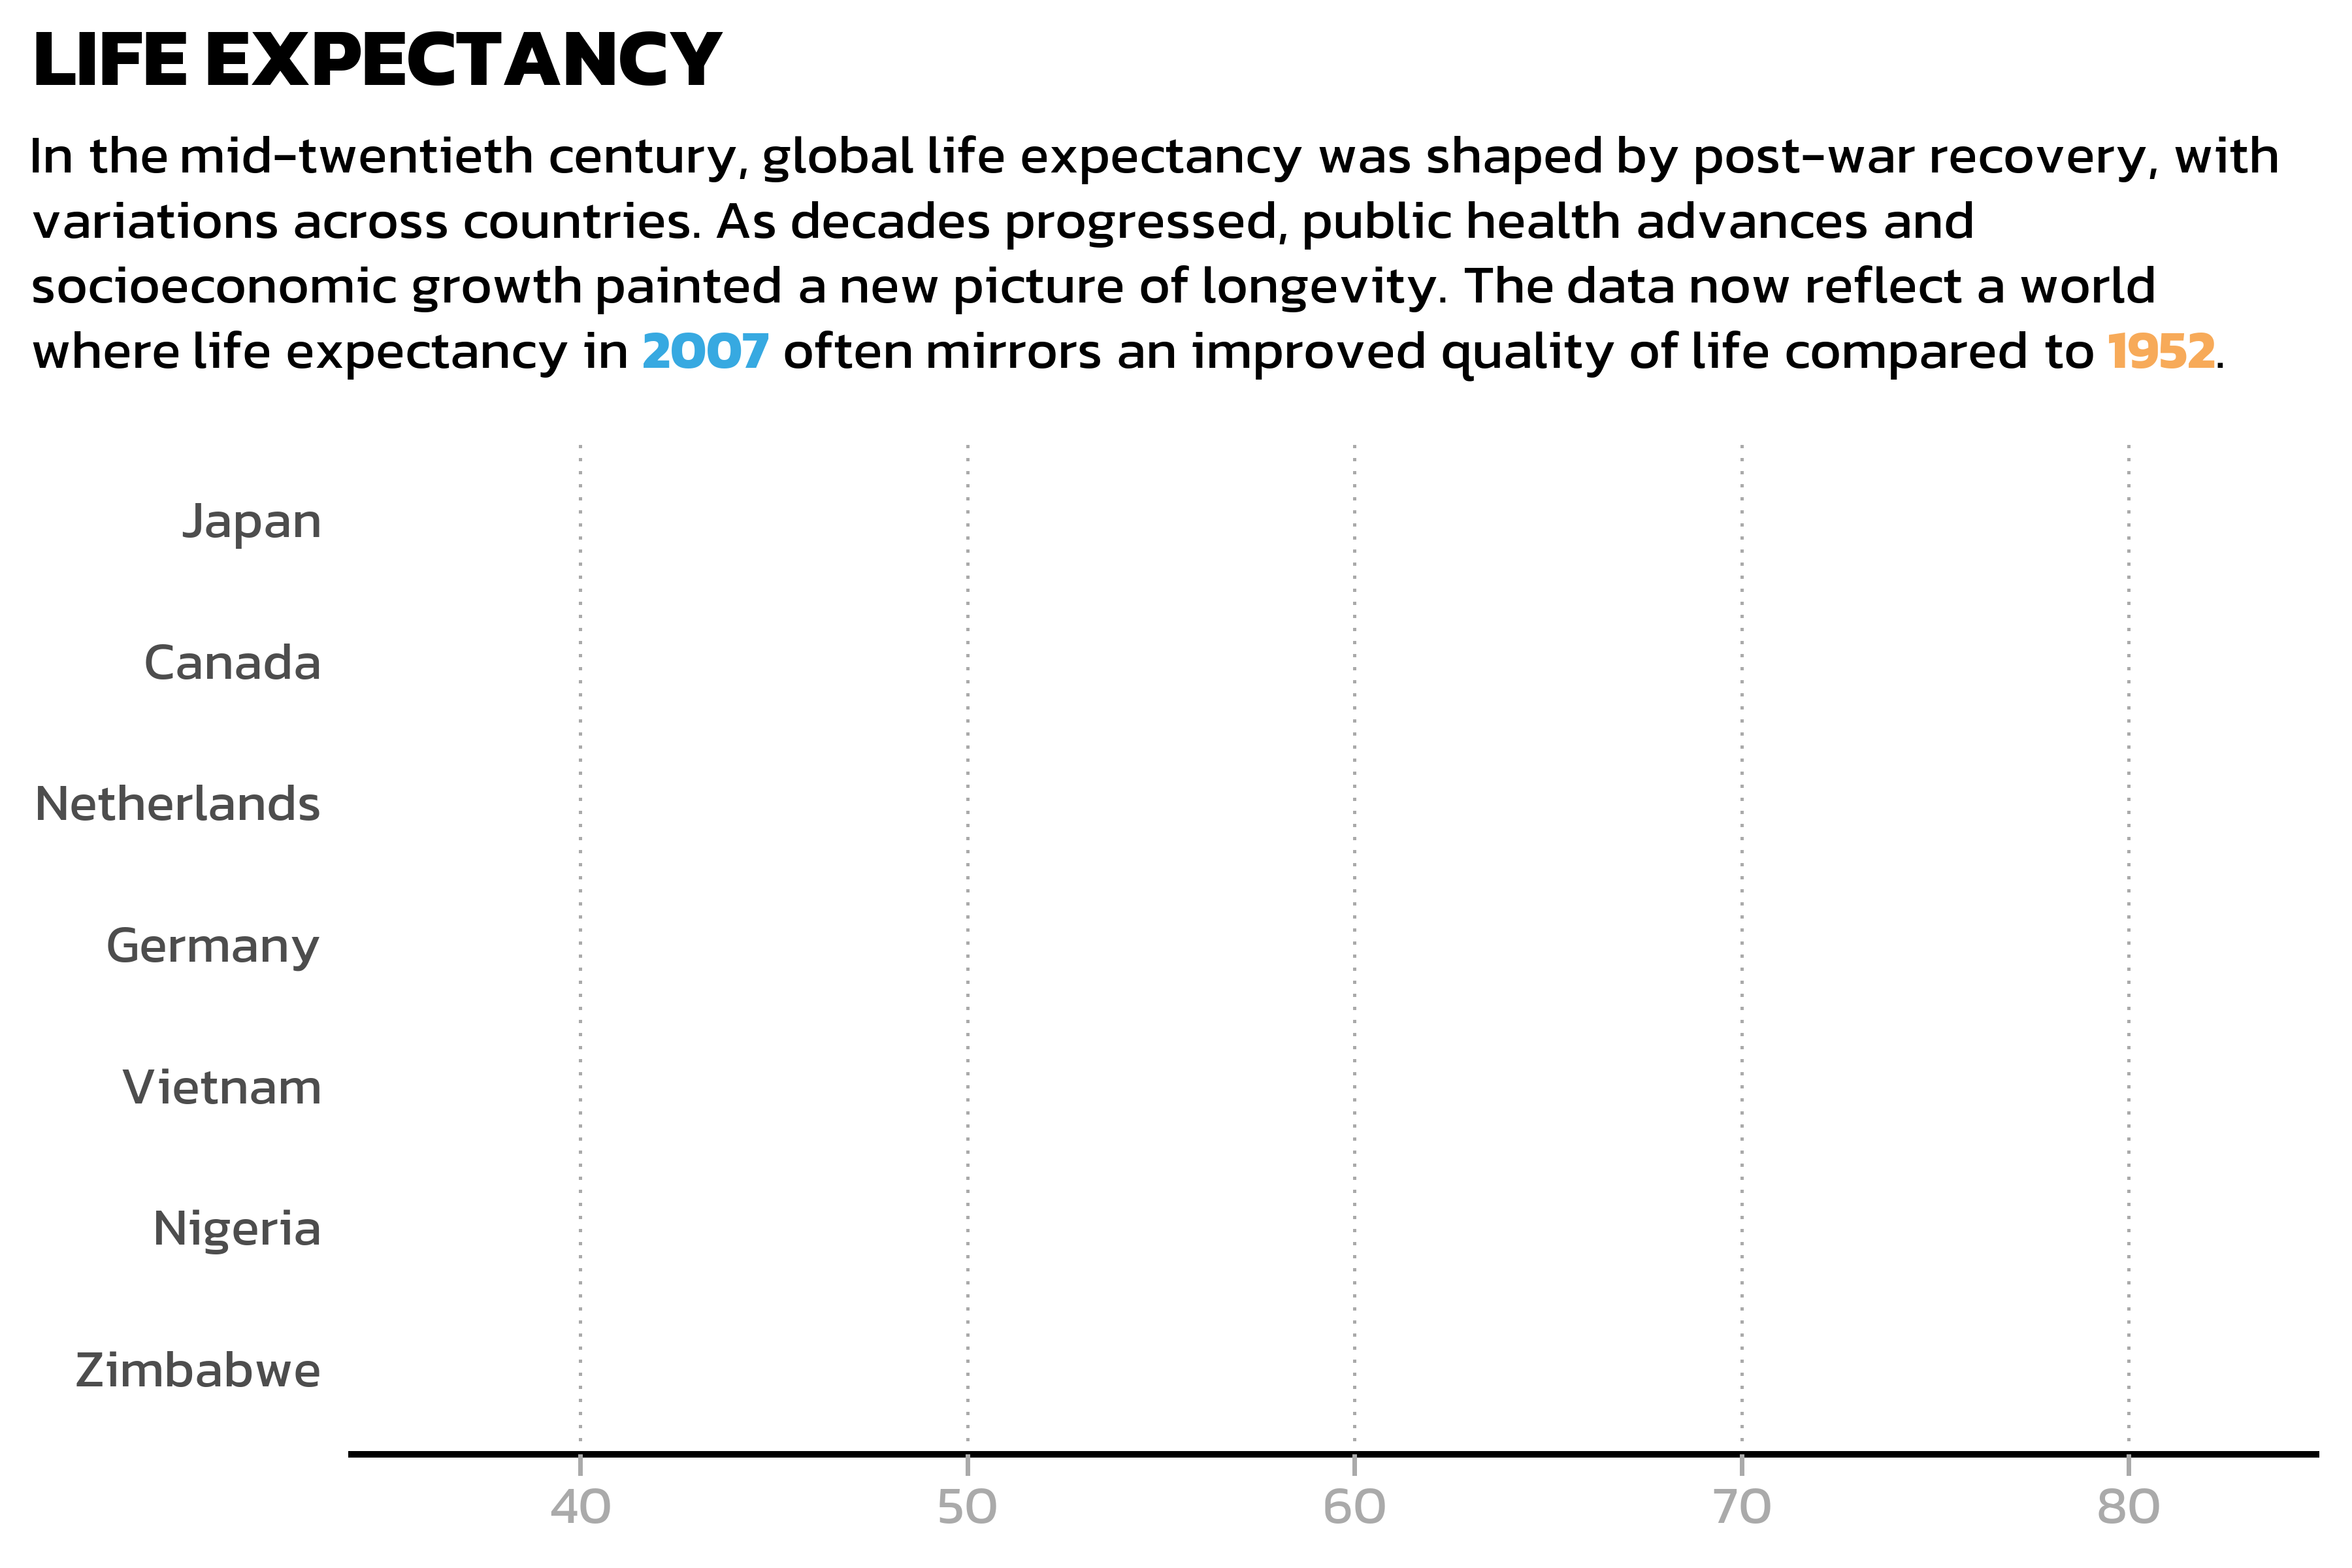 LIFE EXPECTANCY
In the mid-twentieth century, global life expectancy was shaped by post-war recovery, with
variations across countries. As decades progressed, public health advances and
socioeconomic growth painted a new picture of longevity. The data now reflect a world
where life expectancy in 2007 often mirrors an improved quality of life compared to 1952.
Japan
Canada
Netherlands
Germany
Vietnam
Nigeria
Zimbabwe
40 50 60 70 80